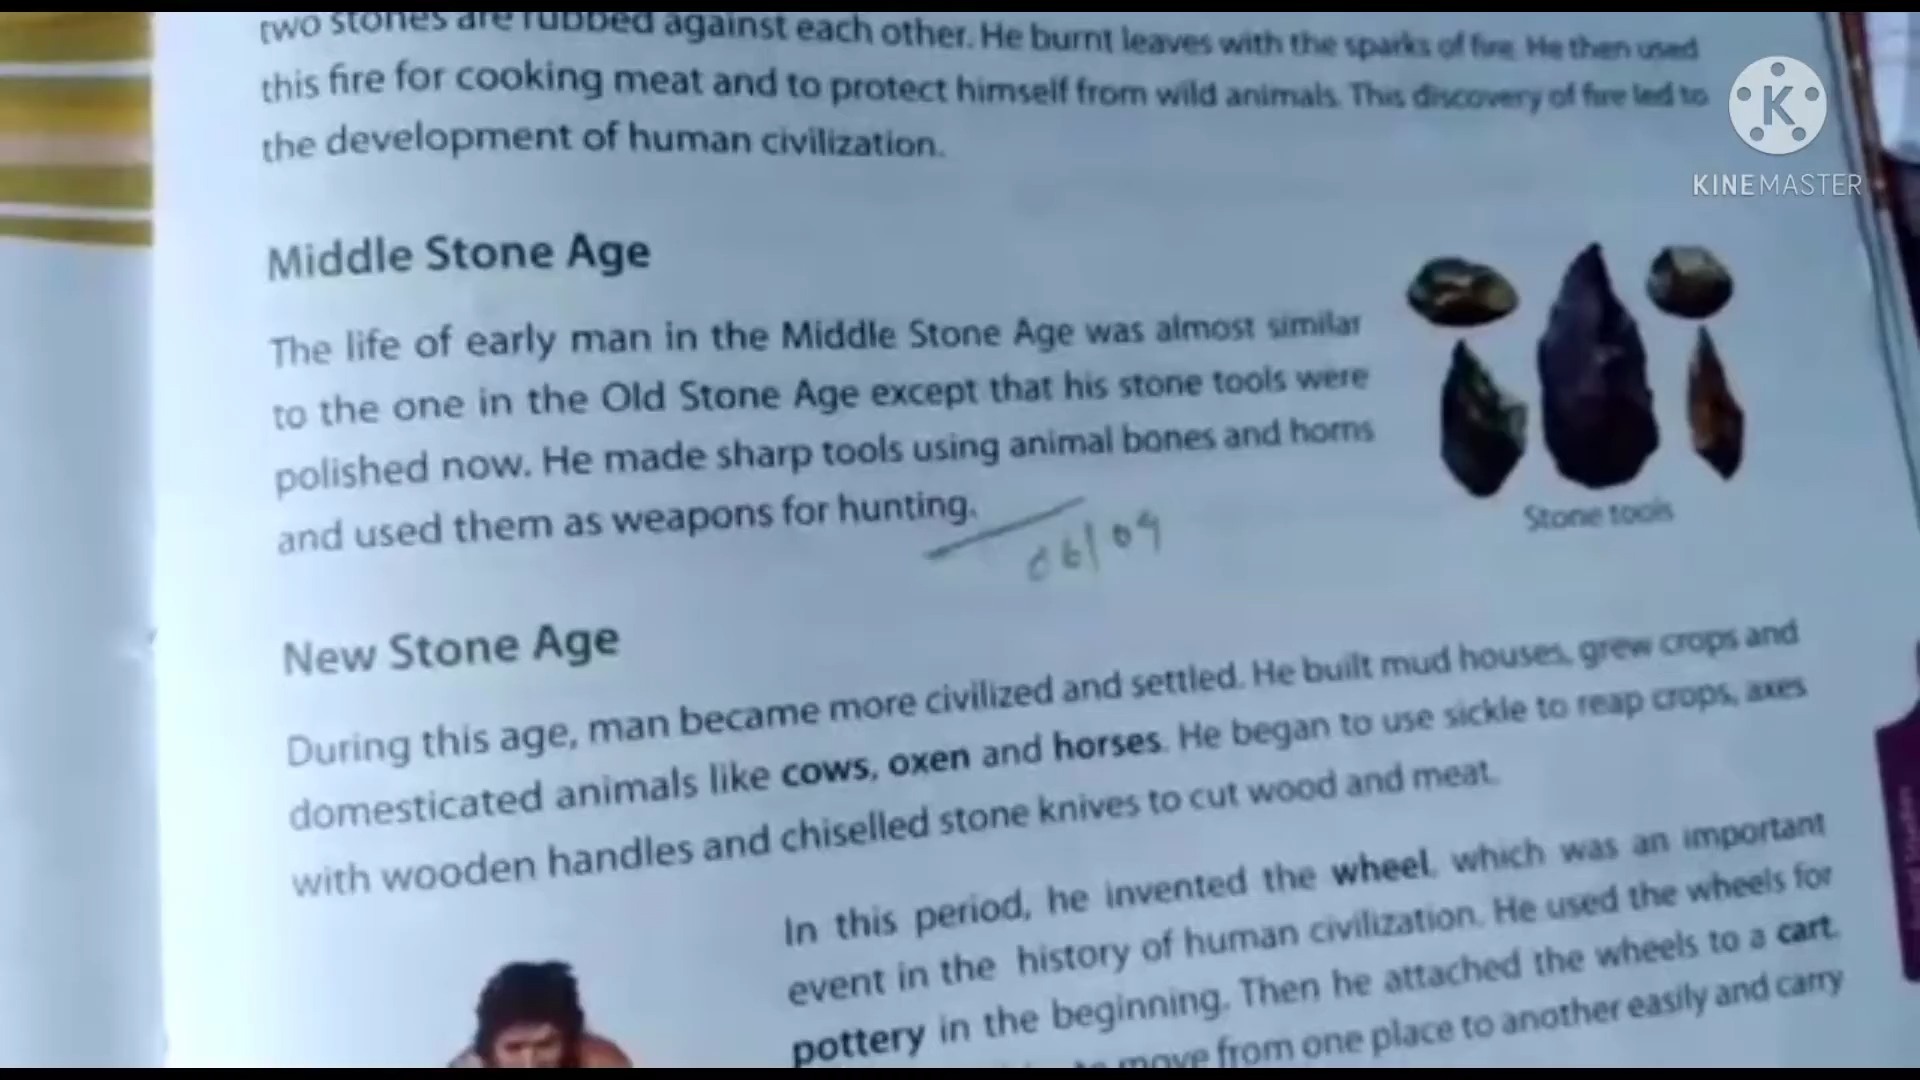 two stones are rubbed against each other. He burnt leaves with the sparks of fire. He then used
this fire for cooking meat and to protect himself from wild animals. This discovery of fire led to
the development of human civilization.
K
KINEMASTER
Middle Stone Age
The life of early man in the Middle Stone Age was almost similar
to the one in the Old Stone Age except that his stone tools were
polished now. He made sharp tools using animal bones and horns
and used them as weapons for hunting.
06/09
Stone tools
New Stone Age
During this age, man became more civilized and settled. He built mud houses, grew crops and
domesticated animals like cows, oxen and horses. He began to use sickle to reap crops, axes
with wooden handles and chiselled stone knives to cut wood and meat.
In this period, he invented the wheel, which was an important
event in the history of human civilization. He used the wheels for
pottery in the beginning. Then he attached the wheels to a cart.
to move from one place to another easily and carry